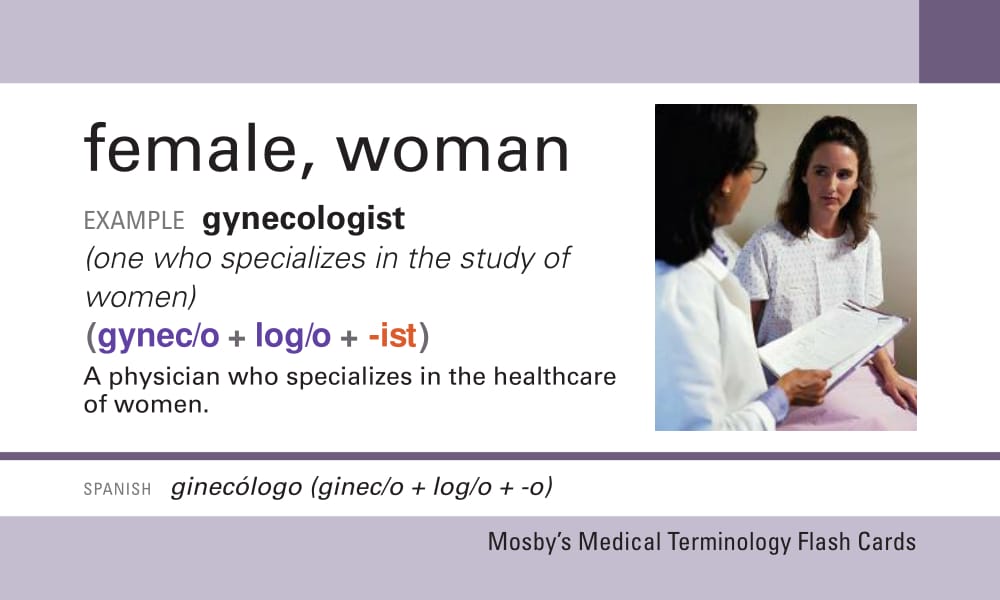 female, woman
EXAMPLE gynecologist
(one who specializes in the study of
women)
(gynec/o + log/o + -ist)
A physician who specializes in the healthcare
of women.
SPANISH ginecólogo (ginec/o + log/o + -o)
Mosby's Medical Terminology Flash Cards